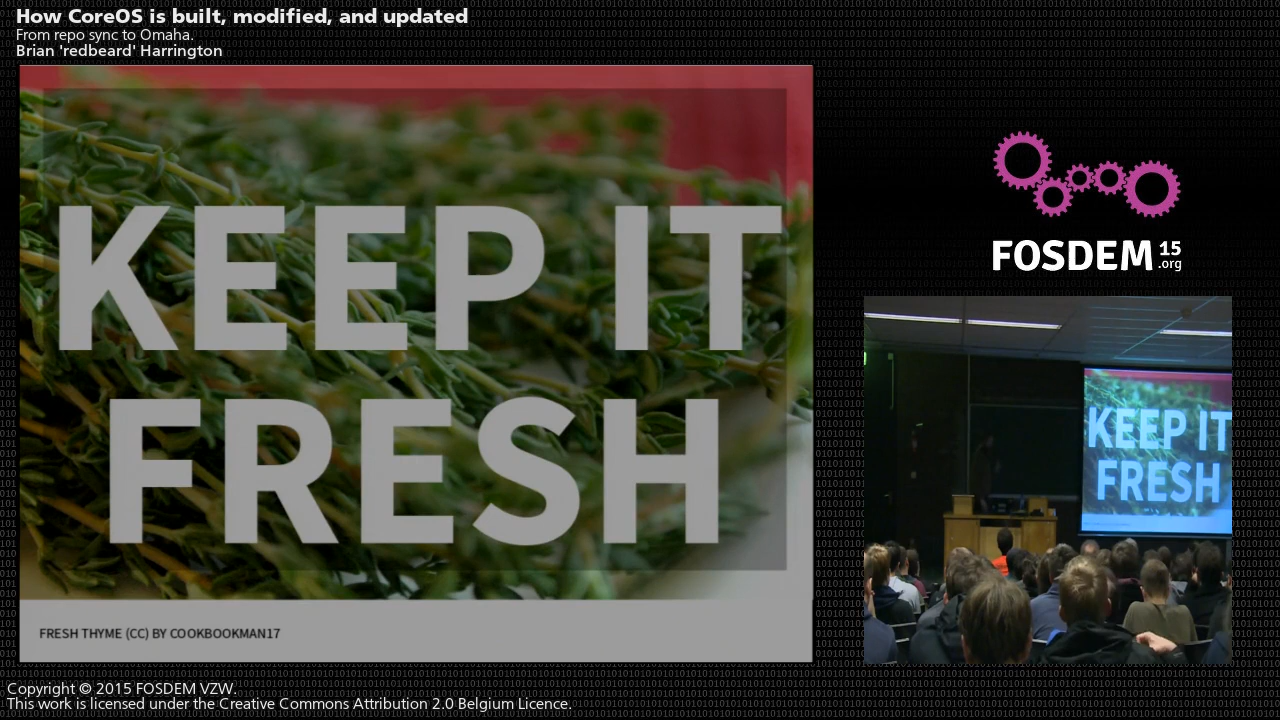 How CoreOS is built, modified, and updated
From repo sync to Omaha.
Brian 'redbeard' Harrington
KEEP IT
FRESH
FRESH THYME (CC) BY COOKBOOKMAN17
FOSDEM 15
.org
KEEP IT
FRESH
Copyright © 2015 FOSDEM VZW.
This work is licensed under the Creative Commons Attribution 2.0 Belgium Licence.